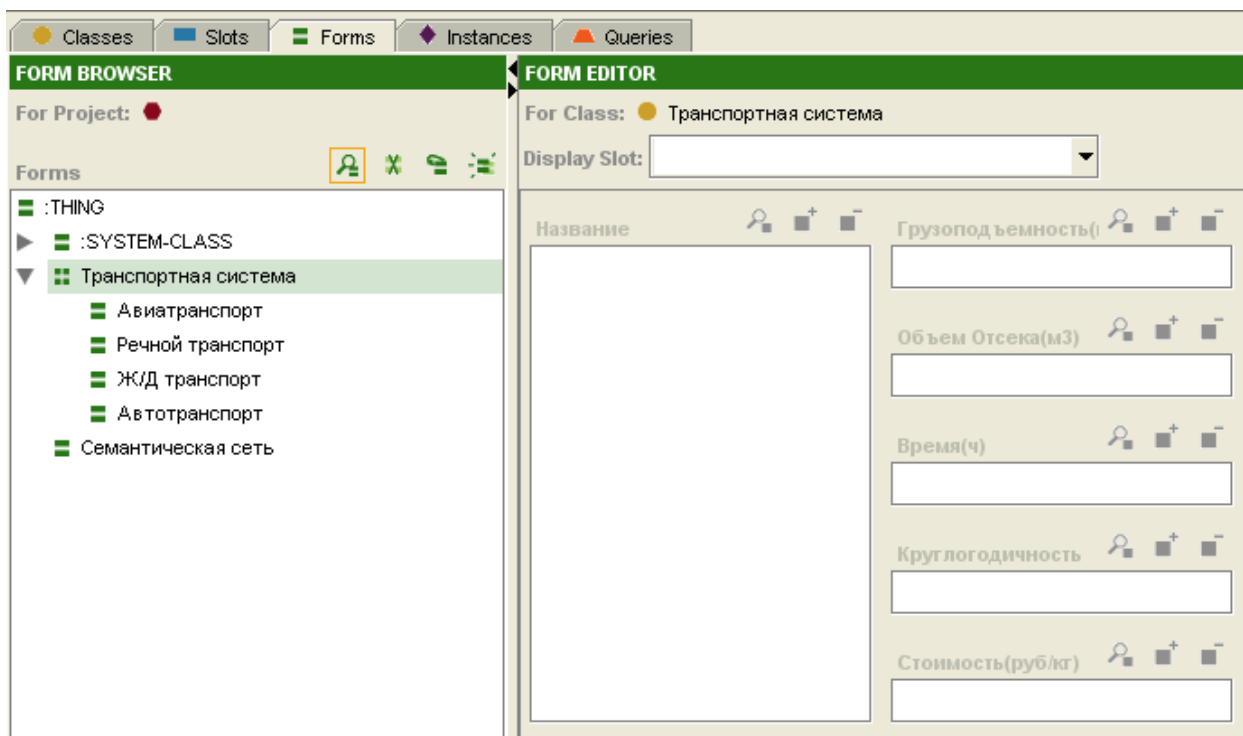 Classes Slots Forms Instances Queries
FORM BROWSER
For Project:
Forms
:THING
:SYSTEM-CLASS
Транспортная система
Авиатранспорт
Речной транспорт
Ж/Д транспорт
Автотранспорт
Семантическая сеть
FORM EDITOR
For Class: Транспортная система
Display Slot:
Название
Грузоподъемность(
Объем Отсека(м3)
Время(ч)
Круглогодичность
Стоимость(руб/кг)